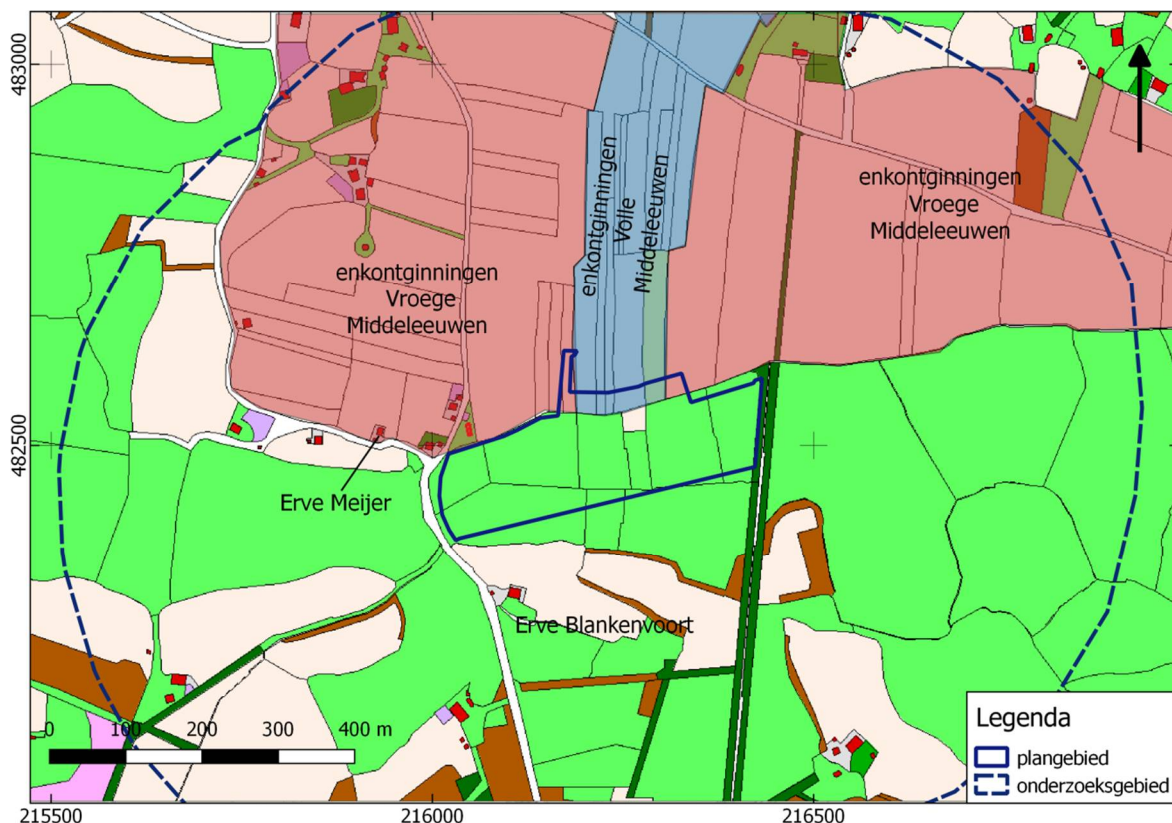 483000
482500
enkontginningen
Volle
Middeleeuwen
enkontginningen
Vroege
Middeleeuwen
enkontginningen
Vroege
Middeleeuwen
Erve Meijer
Erve Blankenvoort
0 100 200 300 400 m
Legenda
plangebied
onderzoeksgebied
215500 216000 216500